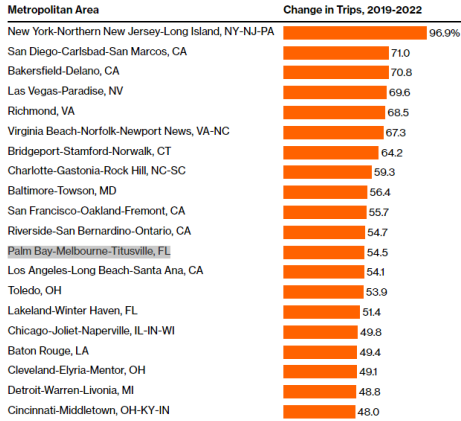 Metropolitan Area Change in Trips, 2019-2022
New York-Northern New Jersey-Long Island, NY-NJ-PA 96.9%
San Diego-Carlsbad-San Marcos, CA 71.0
Bakersfield-Delano, CA 70.8
Las Vegas-Paradise, NV 69.6
Richmond, VA 68.5
Virginia Beach-Norfolk-Newport News, VA-NC 67.3
Bridgeport-Stamford-Norwalk, CT 64.2
Charlotte-Gastonia-Rock Hill, NC-SC 59.3
Baltimore-Towson, MD 56.4
San Francisco-Oakland-Fremont, CA 55.7
Riverside-San Bernardino-Ontario, CA 54.7
Palm Bay-Melbourne-Titusville, FL 54.5
Los Angeles-Long Beach-Santa Ana, CA 54.1
Toledo, OH 53.9
Lakeland-Winter Haven, FL 51.4
Chicago-Joliet-Naperville, IL-IN-WI 49.8
Baton Rouge, LA 49.4
Cleveland-Elyria-Mentor, OH 49.1
Detroit-Warren-Livonia, MI 48.8
Cincinnati-Middletown, OH-KY-IN 48.0